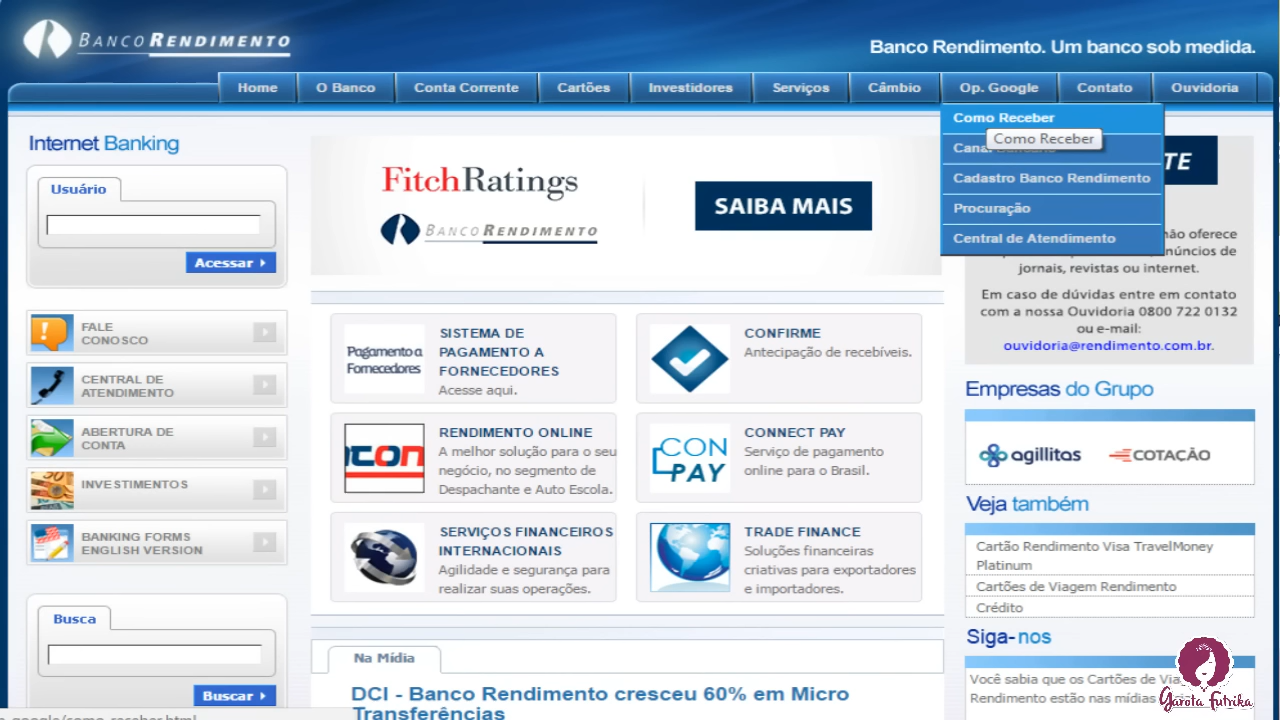 BANCO RENDIMENTO
Banco Rendimento. Um banco sob medida.
Home
O Banco
Conta Corrente
Cartões
Investidores
Serviços
Câmbio
Op. Google
Contato
Ouvidoria
Como Receber
Como Receber
Cadastro Banco Rendimento
Procuração
Central de Atendimento
Internet Banking
Usuário
Acessar
FALE
CONOSCO
CENTRAL DE
ATENDIMENTO
ABERTURA DE
CONTA
INVESTIMENTOS
BANKING FORMS
ENGLISH VERSION
Busca
Buscar
FitchRatings
BANCO RENDIMENTO
SAIBA MAIS
Pagamento a
Fornecedores
SISTEMA DE
PAGAMENTO A
FORNECEDORES
Acesse aqui.
CONFIRME
Antecipação de recebíveis.
RENDIMENTO ONLINE
A melhor solução para o seu
negócio, no segmento de
Despachante e Auto Escola.
CON
PAY
CONNECT PAY
Serviço de pagamento
online para o Brasil.
SERVIÇOS FINANCEIROS
INTERNACIONAIS
Agilidade e segurança para
realizar suas operações.
TRADE FINANCE
Soluções financeiras
criativas para exportadores
e importadores.
Na Mídia
DCI - Banco Rendimento cresceu 60% em Micro
Transferências
não oferece
jornais, revistas ou internet.
Em caso de dúvidas entre em contato
com a nossa Ouvidoria 0800 722 0132
ou e-mail:
ouvidoria@rendimento.com.br.
Empresas do Grupo
agillitas
COTAÇÃO
Veja também
Cartão Rendimento Visa TravelMoney
Platinum
Cartões de Viagem Rendimento
Crédito
Siga-nos
Você sabia que os Cartões de
Rendimento estão nas mídias
Garota Futrika